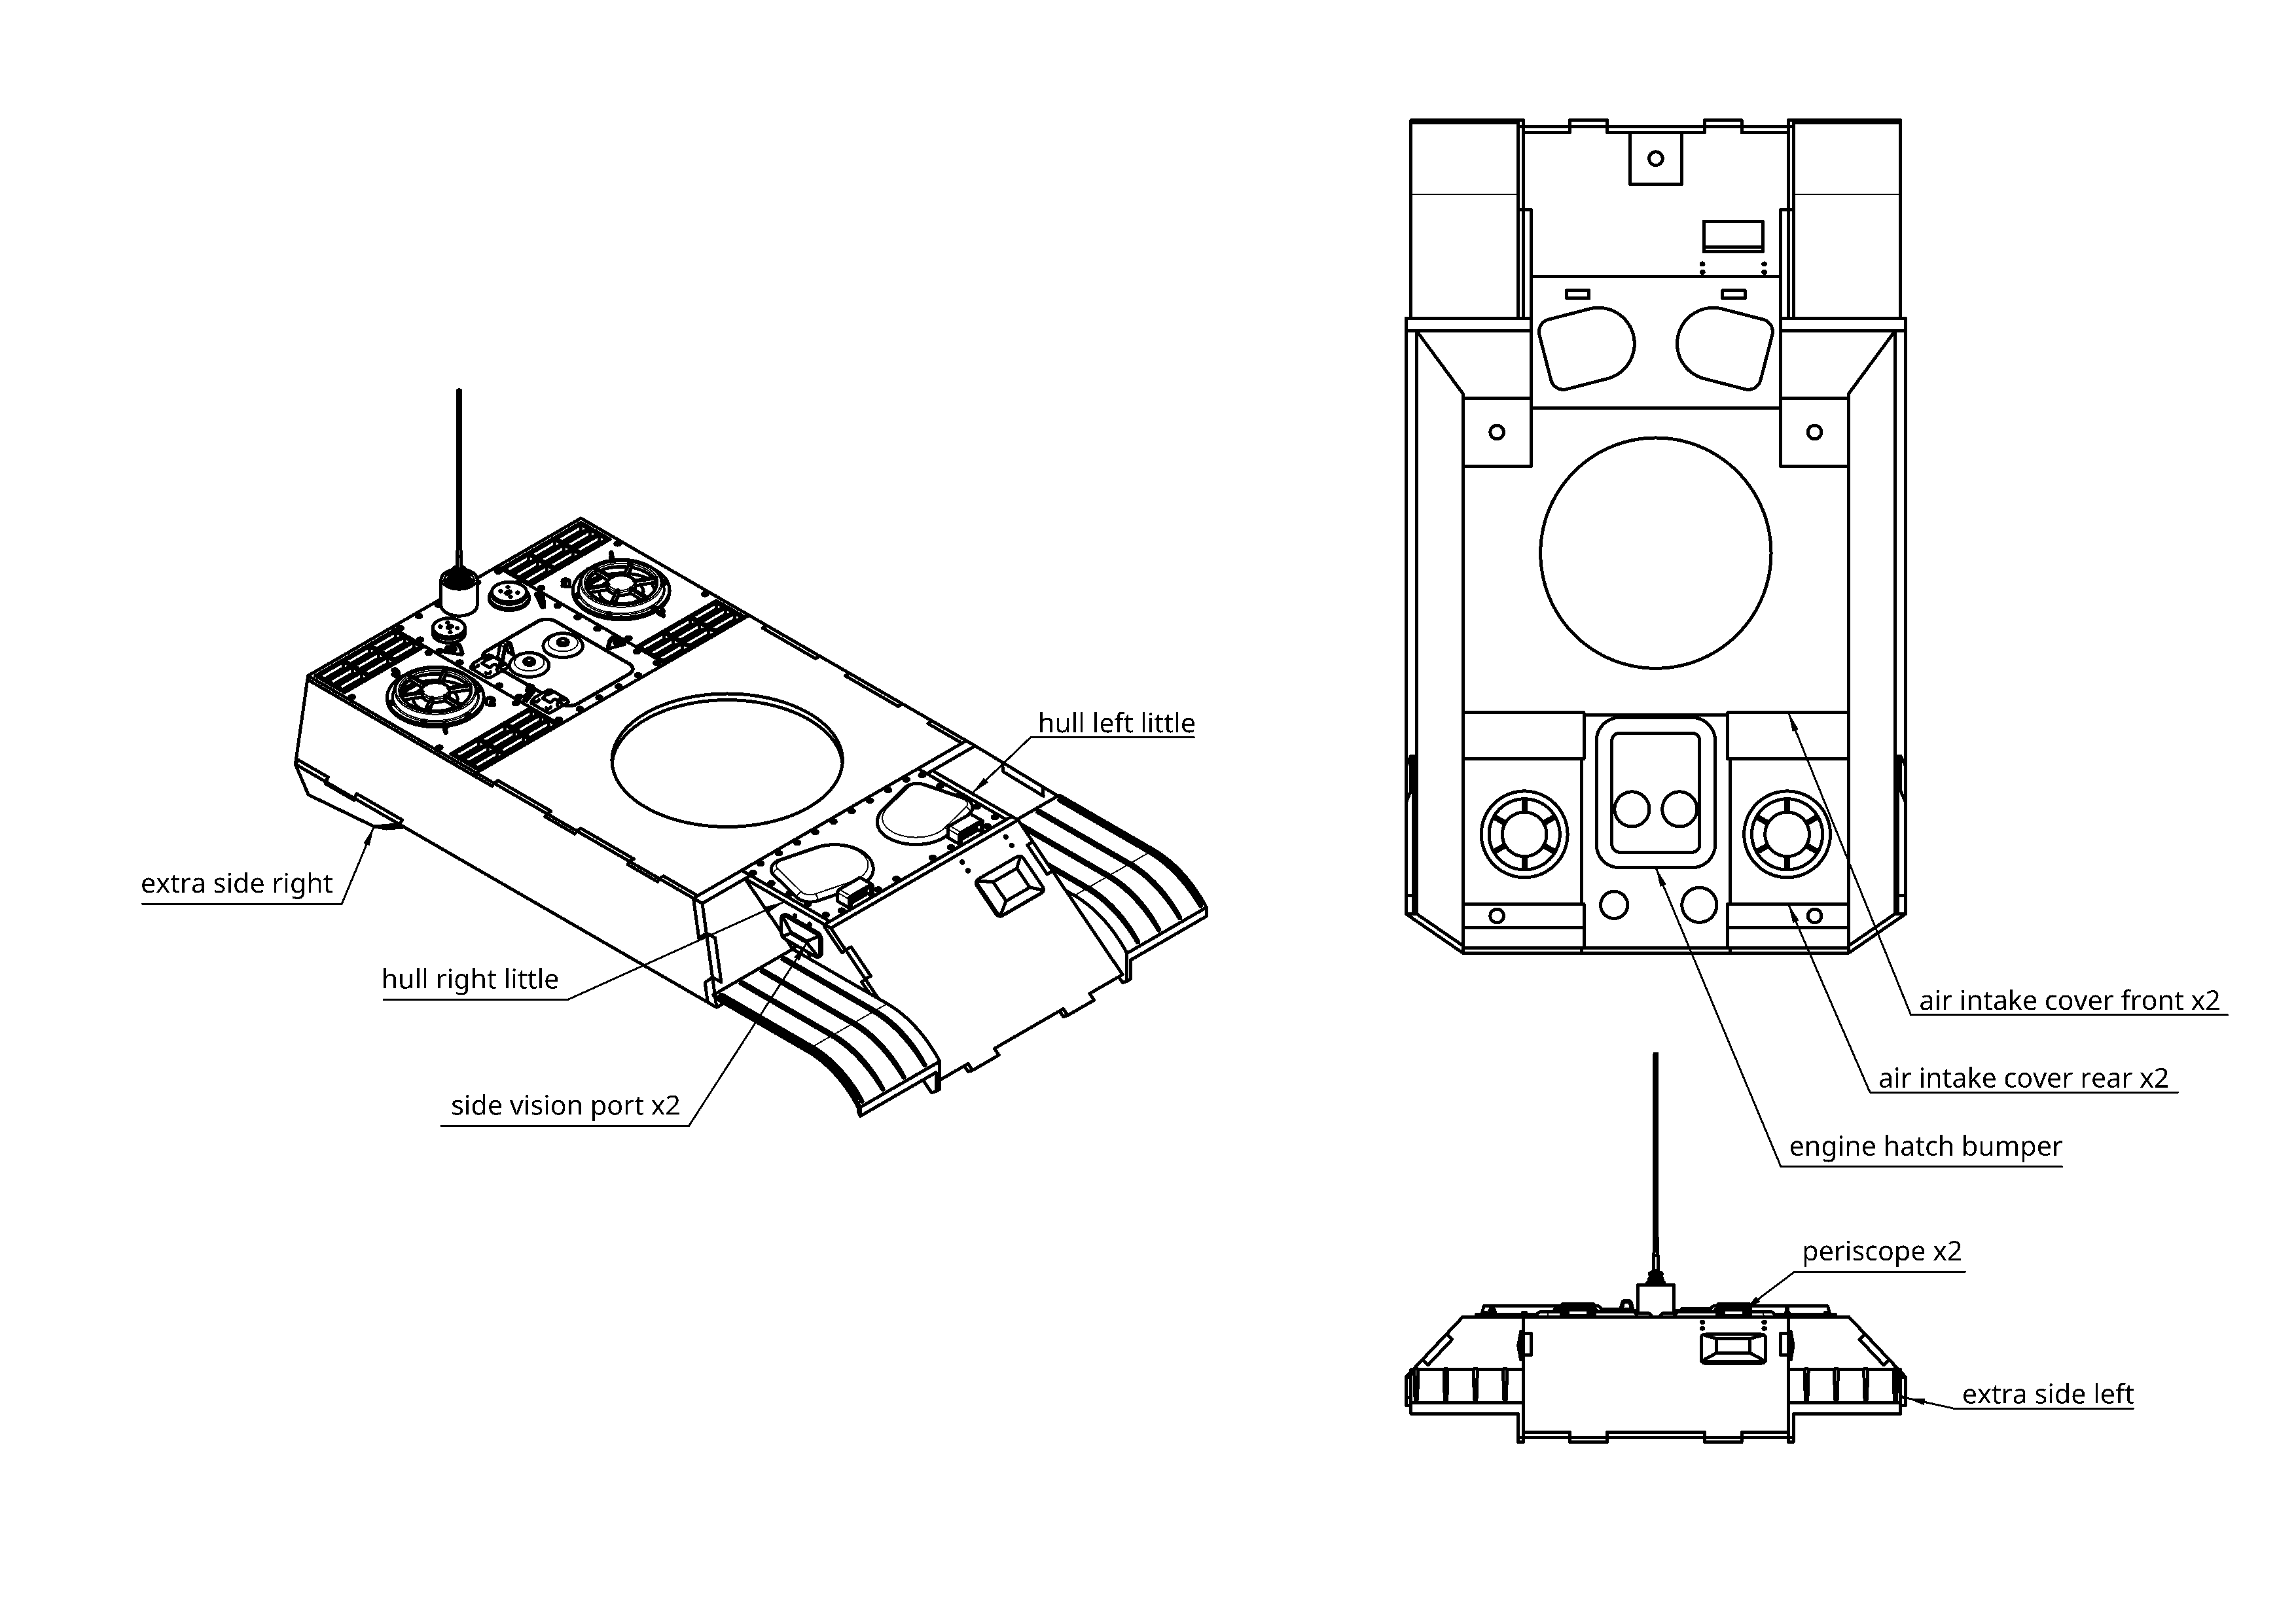 hull left little
extra side right
hull right little
side vision port x2
air intake cover front x2
air intake cover rear x2
engine hatch bumper
periscope x2
extra side left